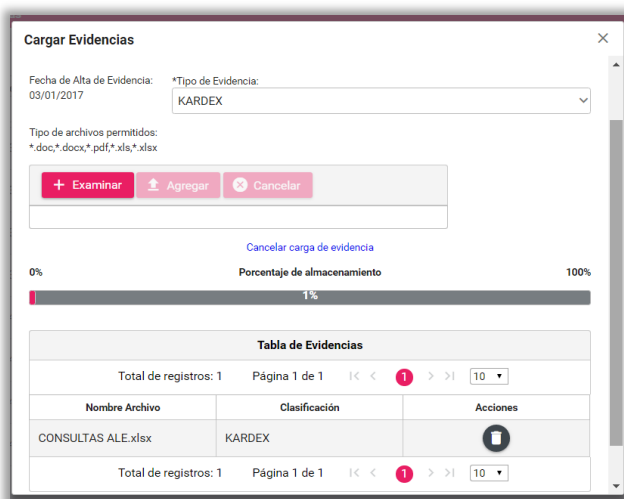 Cargar Evidencias
Fecha de Alta de Evidencia:
03/01/2017
*Tipo de Evidencia:
KARDEX
Tipo de archivos permitidos:
*.doc,*.docx,*.pdf,*.xls,*.xlsx
Examinar Agregar Cancelar
Cancelar carga de evidencia
0% Porcentaje de almacenamiento 100%
1%
Tabla de Evidencias
Total de registros: 1 Página 1 de 1 1 10
Nombre Archivo Clasificación Acciones
CONSULTAS ALE.xlsx KARDEX
Total de registros: 1 Página 1 de 1 1 10